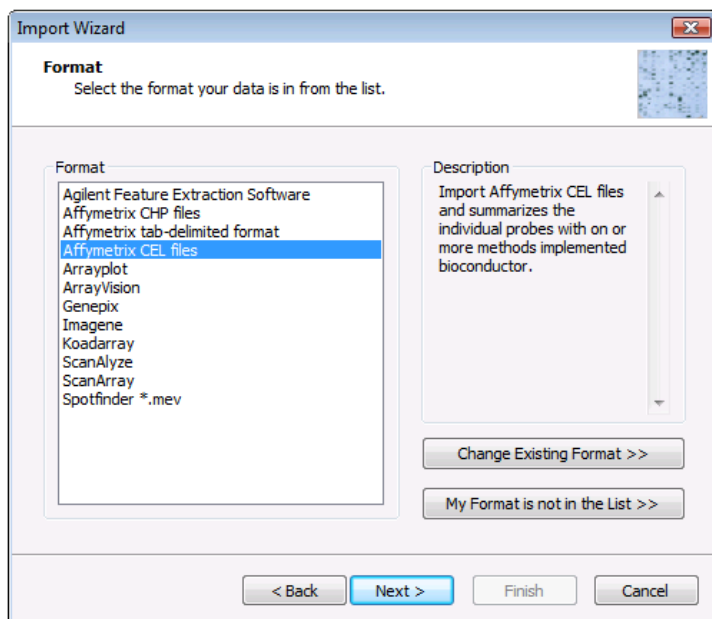 Import Wizard
Format
Select the format your data is in from the list.
Format
Agilent Feature Extraction Software
Affymetrix CHP files
Affymetrix tab-delimited format
Affymetrix CEL files
Arrayplot
ArrayVision
Genepix
Imagene
Koadarray
ScanAlyze
ScanArray
Spotfinder *.mev
Description
Import Affymetrix CEL files
and summarizes the
individual probes with on or
more methods implemented
bioconductor.
Change Existing Format >>
My Format is not in the List >>
< Back
Next >
Finish
Cancel